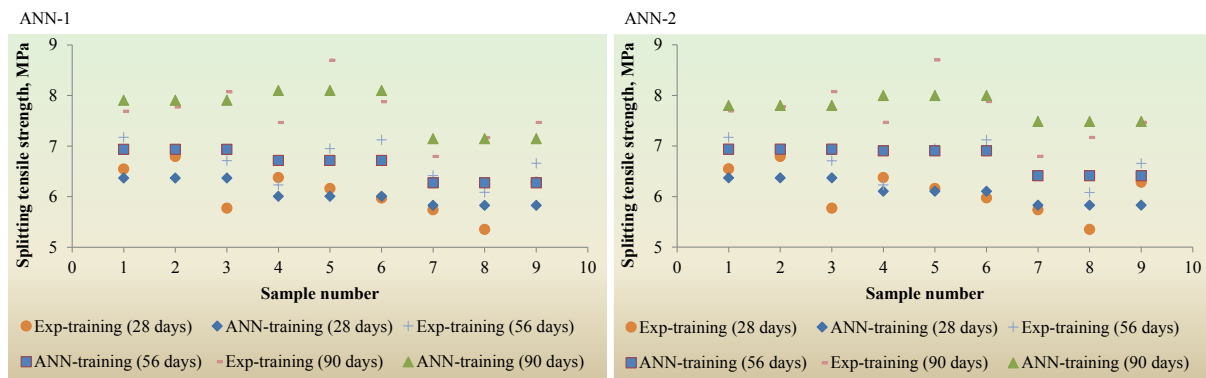 ANN-1
9
8
7
6
5
Splitting tensile strength, MPa
0 1 2 3 4 5 6 7 8 9 10
Sample number
Exp-training (28 days) ANN-training (28 days) Exp-training (56 days)
ANN-training (56 days) Exp-training (90 days) ANN-training (90 days)
ANN-2
9
8
7
6
5
Splitting tensile strength, MPa
0 1 2 3 4 5 6 7 8 9 10
Sample number
Exp-training (28 days) ANN-training (28 days) Exp-training (56 days)
ANN-training (56 days) Exp-training (90 days) ANN-training (90 days)